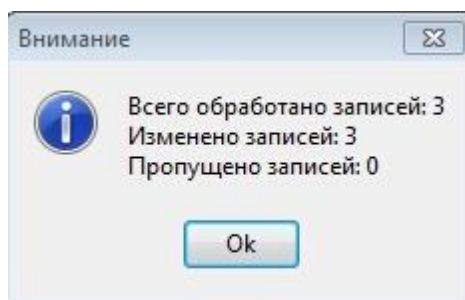 Внимание
Всего обработано записей: 3
Изменено записей: 3
Пропущено записей: 0
Ok